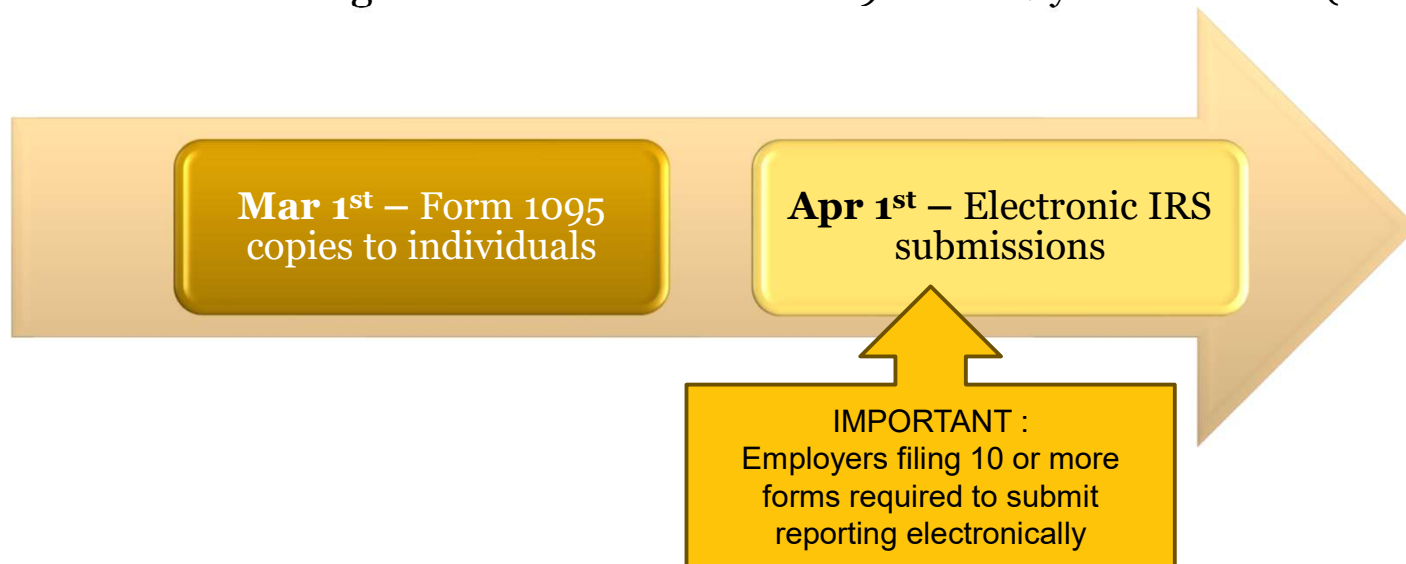 Mar 1st – Form 1095
copies to individuals
Apr 1st – Electronic IRS
submissions
IMPORTANT :
Employers filing 10 or more
forms required to submit
reporting electronically